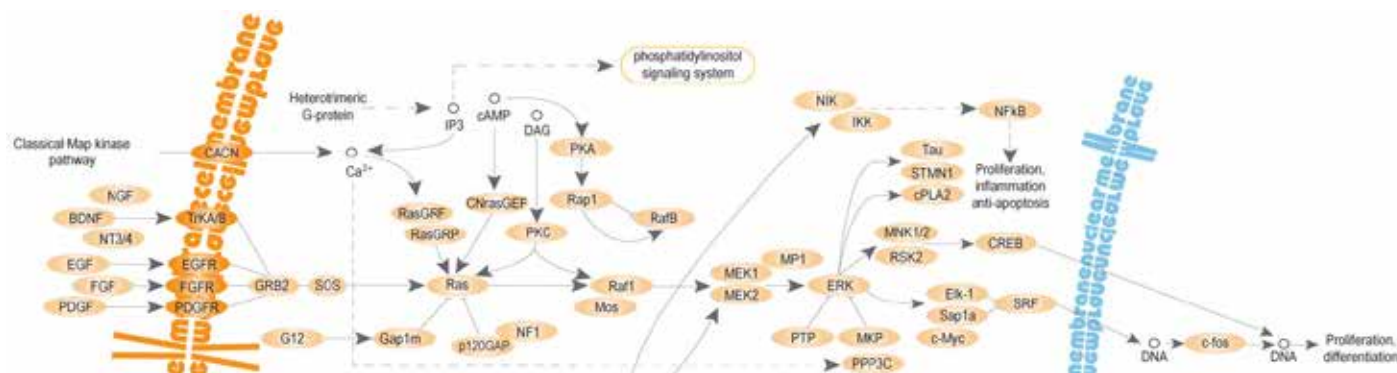 phosphatidylinositol
signaling system
Heterotrimeric
G-protein
IP3
cAMP
DAG
NIK
IKK
NFkB
Classical Map kinase
pathway
CACN
Ca2+
PKA
Tau
STMN1
cPLA2
Proliferation,
inflammation
anti-apoptosis
NGF
BDNF
NT3/4
TrKA/B
RasGRF
RasGRP
CNrasGEF
PKC
Rap1
RafB
MNK1/2
RSK2
CREB
EGF
EGFR
FGF
FGFR
PDGF
PDGFR
GRB2
SOS
Ras
Raf1
Mos
MEK1
MEK2
MP1
ERK
Elk-1
Sap1a
c-Myc
SRF
G12
Gap1m
p120GAP
NF1
PTP
MKP
PPP3C
DNA
c-fos
DNA
Proliferation,
differentiation